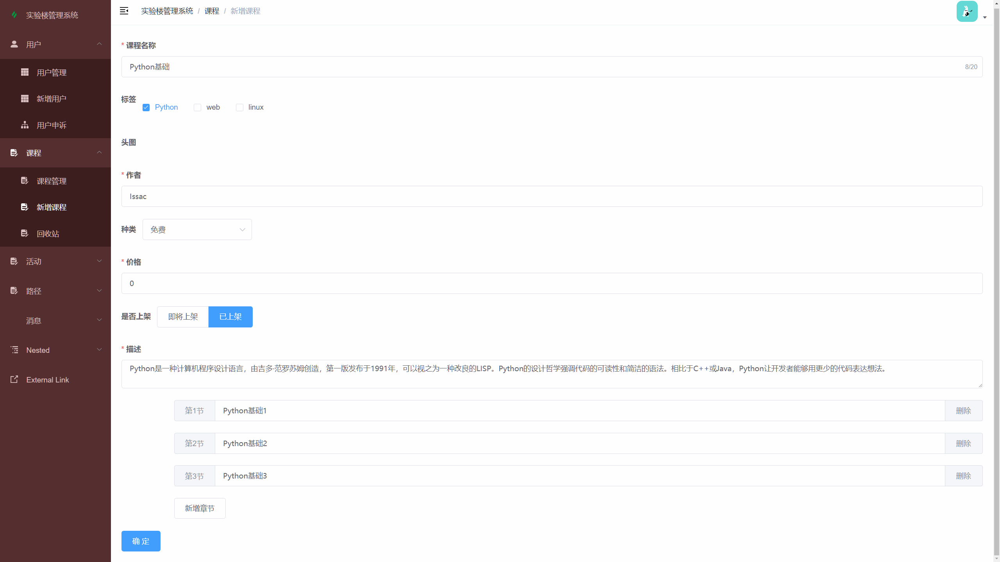 实验楼管理系统
用户
用户管理
新增用户
用户申诉
课程
课程管理
新增课程
回收站
活动
路径
消息
Nested
External Link
实验楼管理系统 / 课程 / 新增课程
* 课程名称
Python基础 8/20
标签
Python web linux
头图
* 作者
Issac
种类 免费
* 价格
0
是否上架 即将上架 已上架
* 描述
Python是一种计算机程序设计语言，由吉多·范罗苏姆创造，第一版发布于1991年，可以视之为一种改良的LISP。Python的设计哲学强调代码的可读性和简洁的语法。相比于C++或Java，Python让开发者能够用更少的代码表达想法。
第1节 Python基础1 删除
第2节 Python基础2 删除
第3节 Python基础3 删除
新增章节
确 定